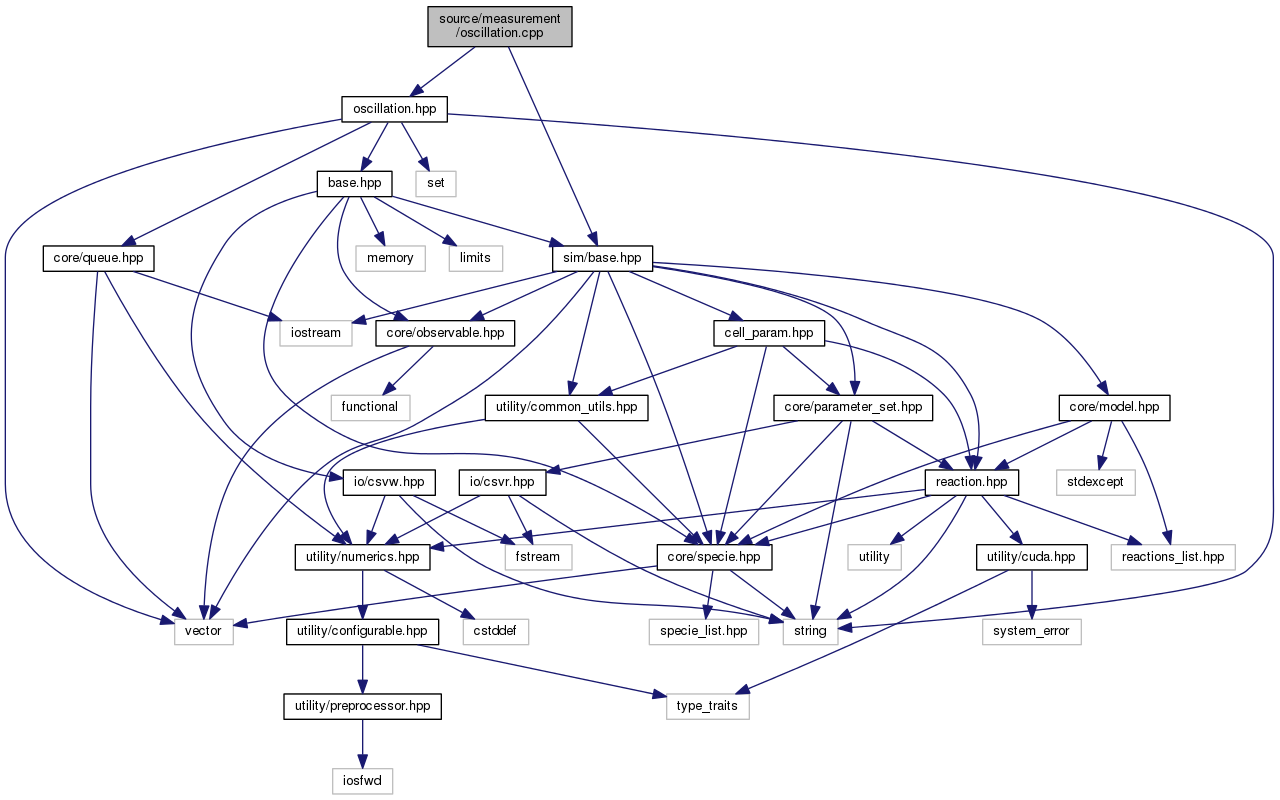 source/measurement
/oscillation.cpp
oscillation.hpp
base.hpp
set
core/queue.hpp
memory
limits
sim/base.hpp
iostream
core/observable.hpp
cell_param.hpp
functional
utility/common_utils.hpp
core/parameter_set.hpp
core/model.hpp
io/csvw.hpp
io/csvr.hpp
reaction.hpp
stdexcept
utility/numerics.hpp
fstream
core/specie.hpp
utility
utility/cuda.hpp
reactions_list.hpp
vector
utility/configurable.hpp
cstddef
specie_list.hpp
string
system_error
utility/preprocessor.hpp
type_traits
iosfwd